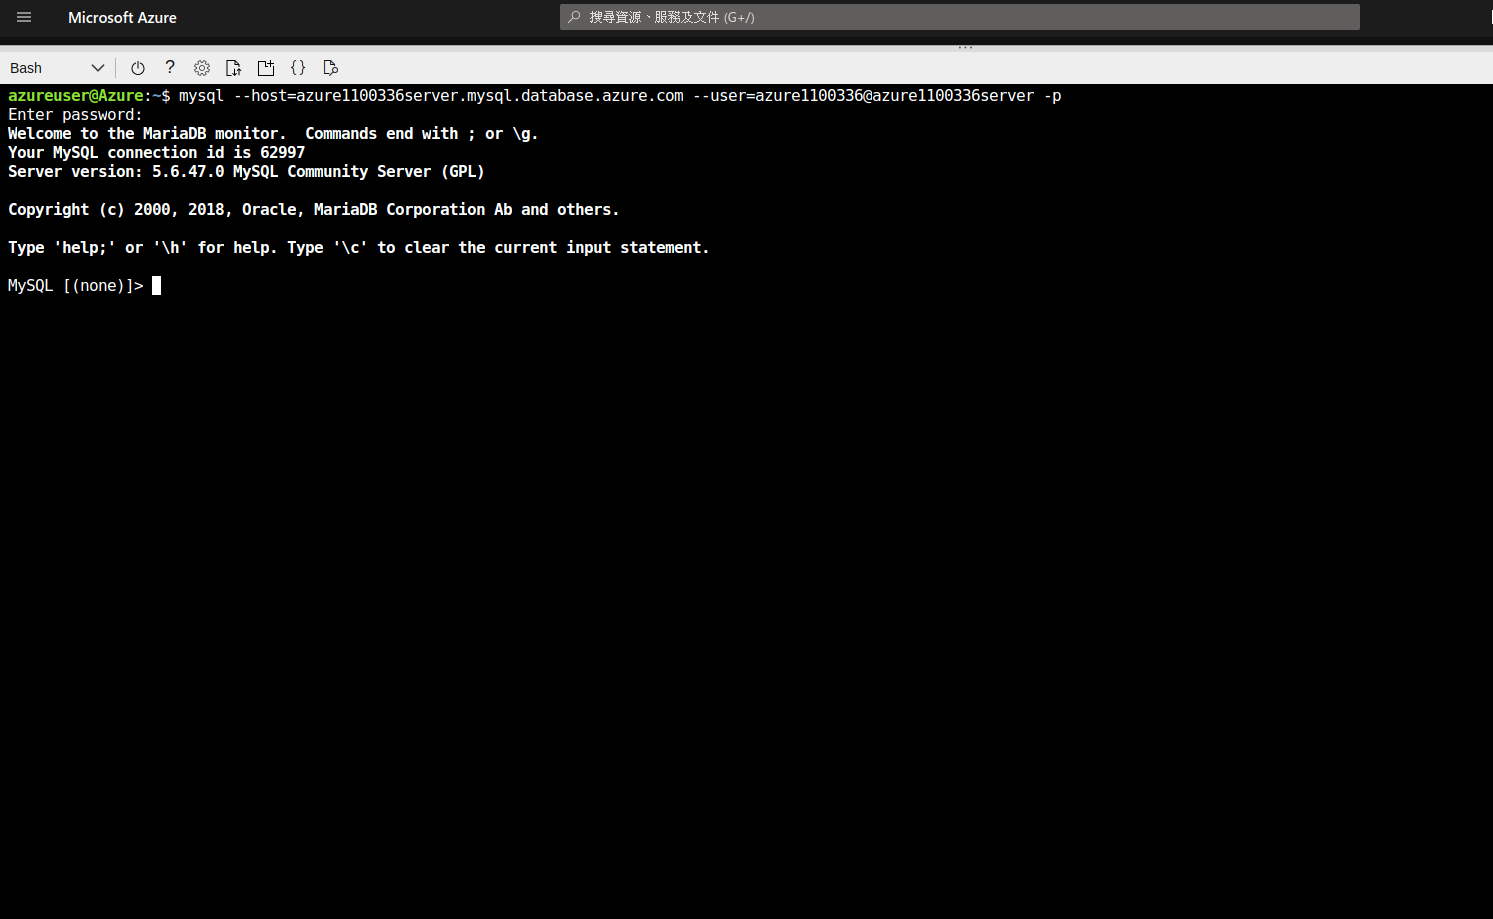 Microsoft Azure
搜尋資源、服務及文件 (G+/)
Bash
azureuser@Azure:~$ mysql --host=azure1100336server.mysql.database.azure.com --user=azure1100336@azure1100336server -p
Enter password:
Welcome to the MariaDB monitor.  Commands end with ; or \g.
Your MySQL connection id is 62997
Server version: 5.6.47.0 MySQL Community Server (GPL)
Copyright (c) 2000, 2018, Oracle, MariaDB Corporation Ab and others.
Type 'help;' or '\h' for help. Type '\c' to clear the current input statement.
MySQL [(none)]>